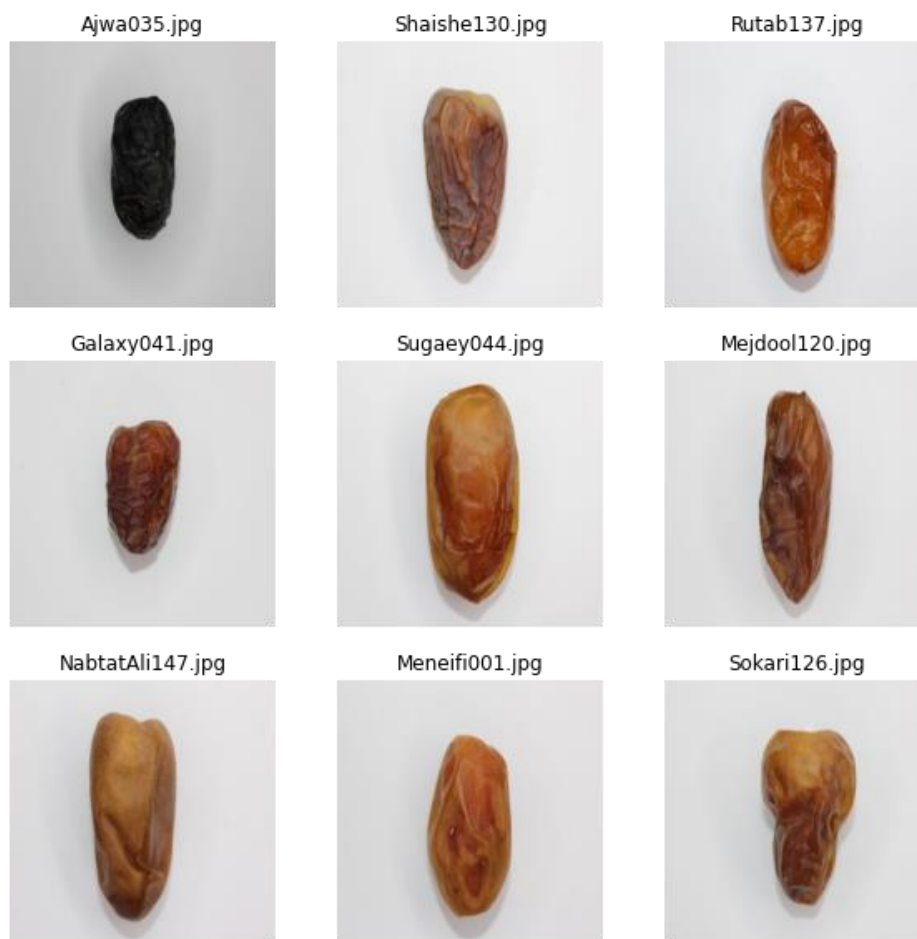 Ajwa035.jpg
Shaishe130.jpg
Rutab137.jpg
Galaxy041.jpg
Sugaey044.jpg
Mejdool120.jpg
NabtatAli147.jpg
Meneifi001.jpg
Sokari126.jpg